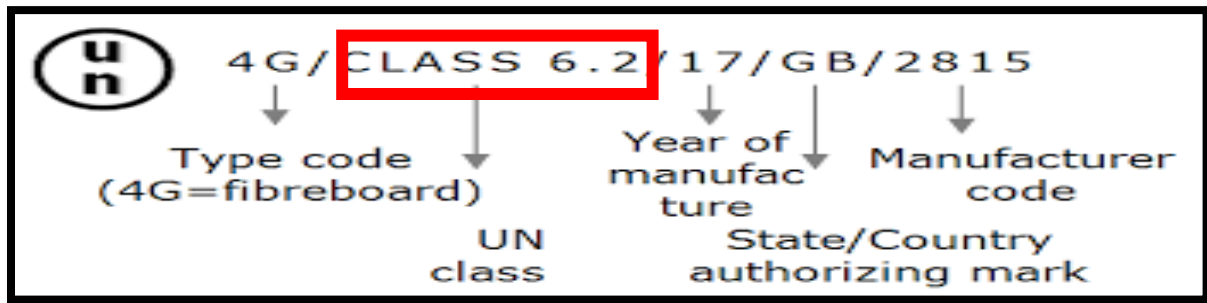 un
4G/CLASS 6.2/17/GB/2815
Type code
(4G=fibreboard)
UN
class
Year of
manufac
ture
State/Country
authorizing mark
Manufacturer
code